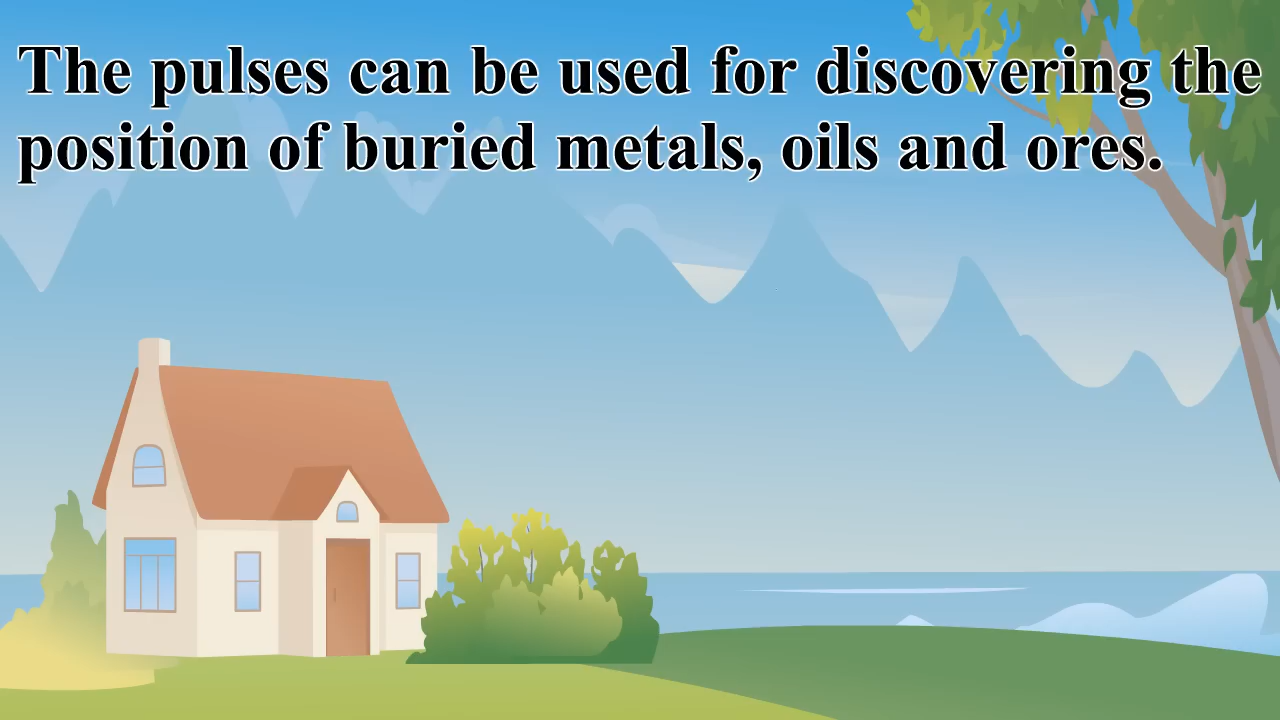 The pulses can be used for discovering the
position of buried metals, oils and ores.